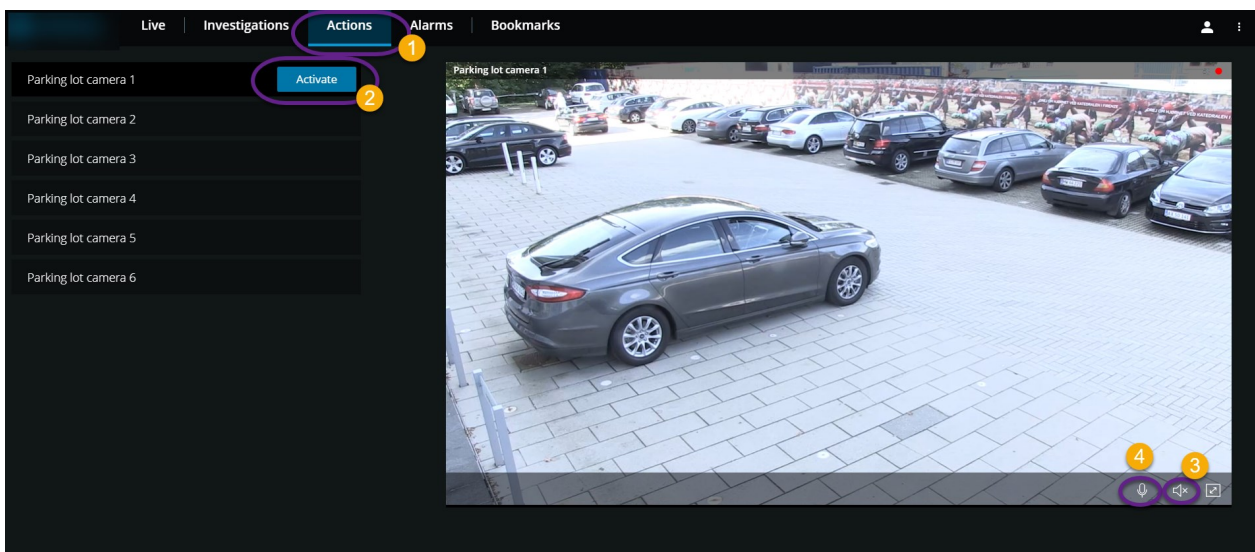 Live Investigations Actions Alarms Bookmarks
1
Parking lot camera 1 Activate
2
Parking lot camera 1
Parking lot camera 2
Parking lot camera 3
Parking lot camera 4
Parking lot camera 5
Parking lot camera 6
4
3